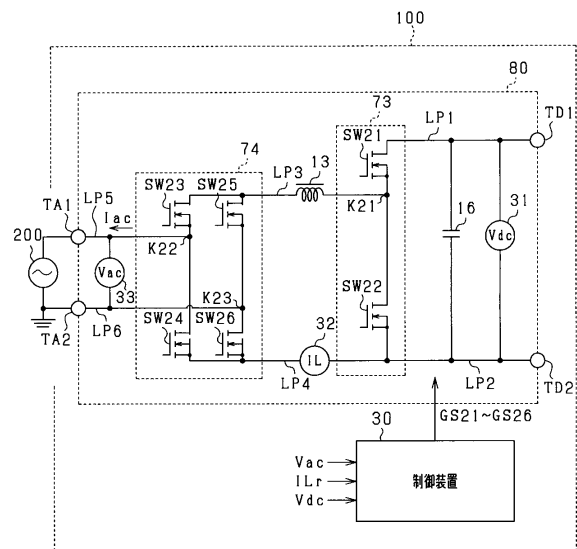 100
80
73
SW21
LP1
TD1
74
SW23
SW25
LP3
13
K21
16
31
Vdc
TA1
LP5
Iac
K22
200
Vac
33
K23
SW22
TA2
LP6
SW24
SW26
32
IL
LP4
LP2
TD2
30
GS21~GS26
Vac
ILr
Vdc
制御装置